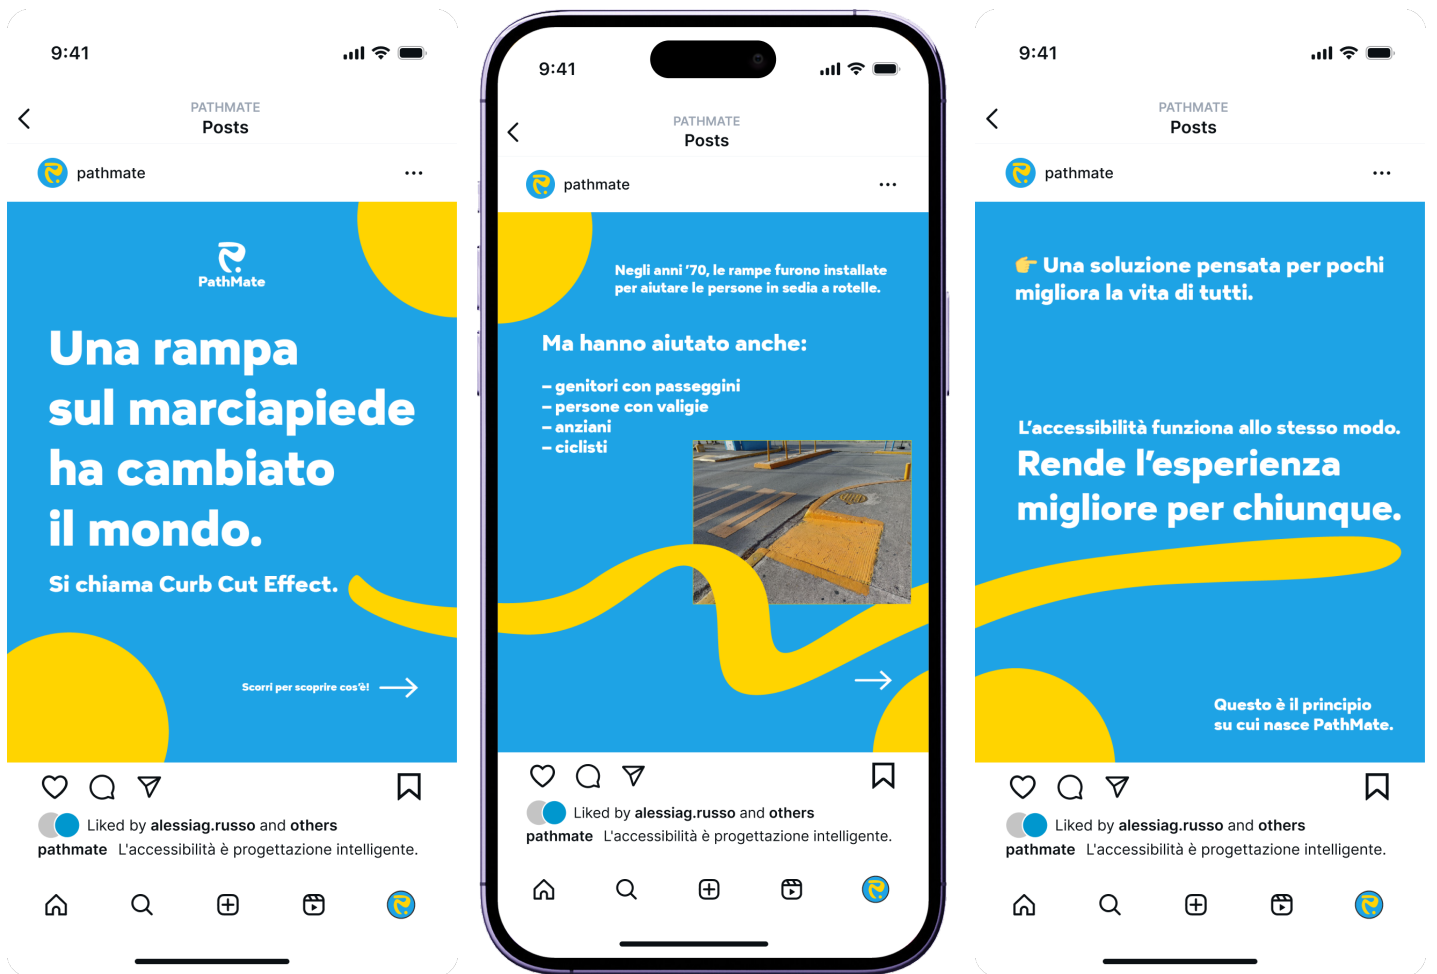 9:41
PATHMATE
Posts
pathmate
PathMate
Una rampa
sul marciapiede
ha cambiato
il mondo.
Si chiama Curb Cut Effect.
Scorri per scoprire cos'è!
Liked by alessiag.russo and others
pathmate L'accessibilità è progettazione intelligente.
9:41
PATHMATE
Posts
pathmate
Negli anni '70, le rampe furono installate
per aiutare le persone in sedia a rotelle.
Ma hanno aiutato anche:
– genitori con passeggini
– persone con valigie
– anziani
– ciclisti
Liked by alessiag.russo and others
pathmate L'accessibilità è progettazione intelligente.
9:41
PATHMATE
Posts
pathmate
👉 Una soluzione pensata per pochi
migliora la vita di tutti.
L'accessibilità funziona allo stesso modo.
Rende l'esperienza
migliore per chiunque.
Questo è il principio
su cui nasce PathMate.
Liked by alessiag.russo and others
pathmate L'accessibilità è progettazione intelligente.